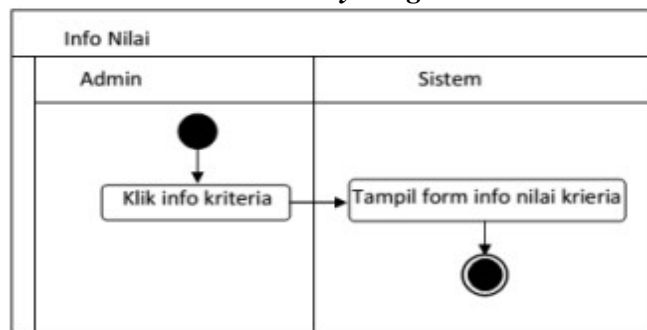 Info Nilai
Admin
Sistem
Klik info kriteria
Tampil form info nilai krieria